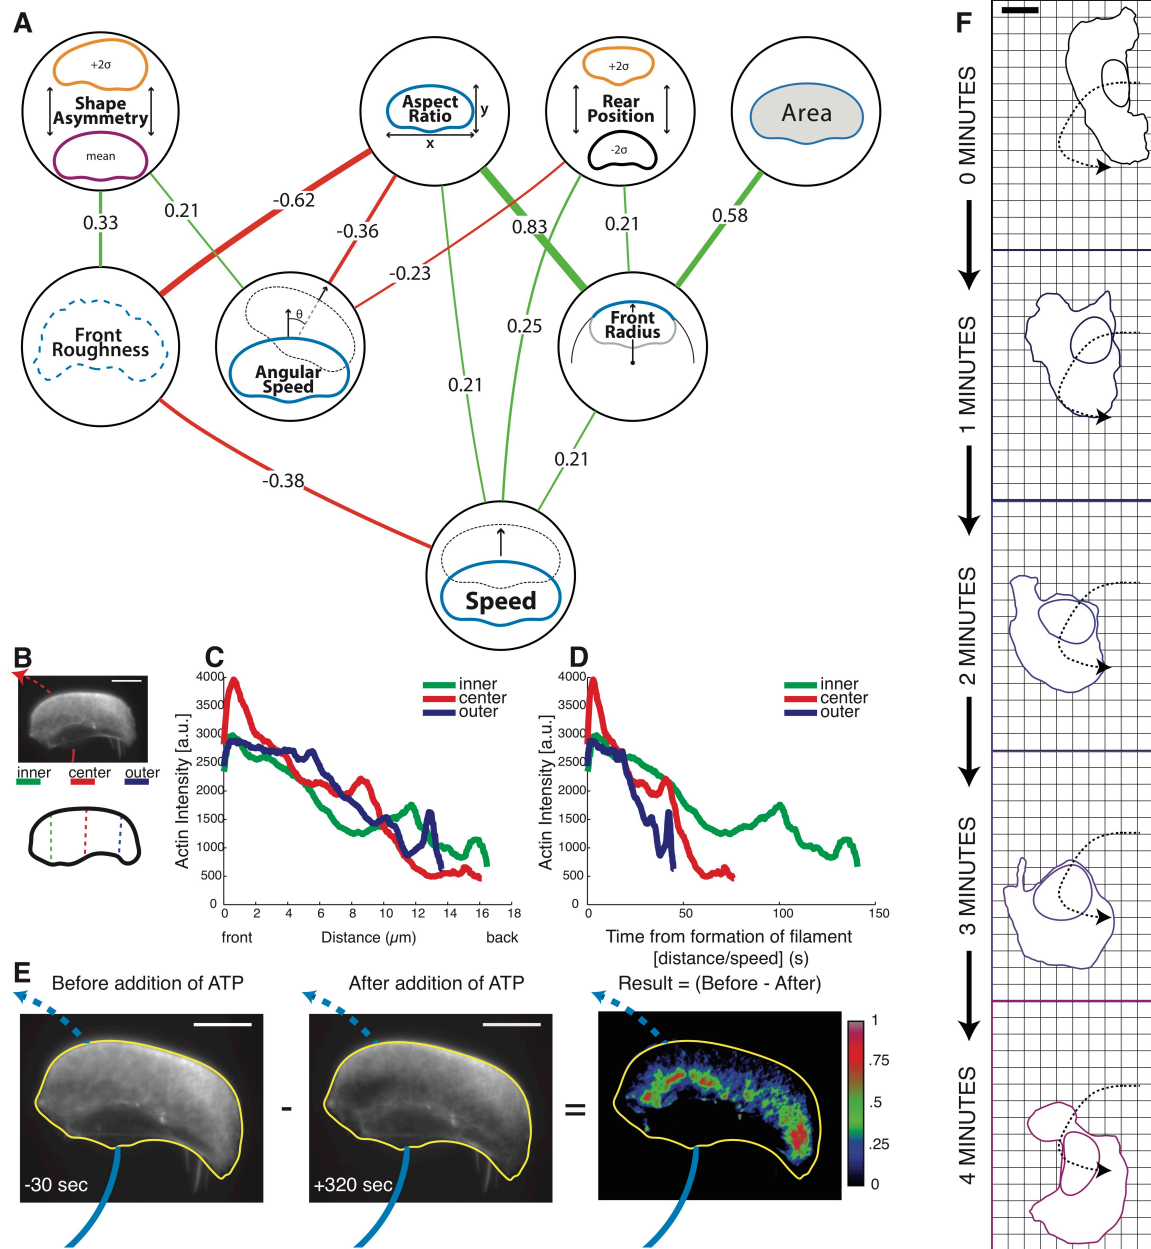 A
+2σ
Shape
Asymmetry
mean
Aspect
Ratio
y
x
+2σ
Rear
Position
-2σ
Area
0.33
0.21
-0.62
-0.36
-0.23
0.83
0.21
0.58
0.25
0.21
0.21
-0.38
Front
Roughness
θ
Angular
Speed
Front
Radius
Speed
B
inner center outer
C
4000
3500
3000
2500
2000
1500
1000
500
0
Actin Intensity [a.u.]
inner
center
outer
0 2 4 6 8 10 12 14 16 18
front Distance (µm) back
D
4000
3500
3000
2500
2000
1500
1000
500
0
Actin Intensity [a.u.]
inner
center
outer
0 50 100 150
Time from formation of filament
[distance/speed] (s)
E
Before addition of ATP
After addition of ATP
Result = (Before - After)
-30 sec
-
+320 sec
=
1
.75
.5
.25
0
F
0 MINUTES
1 MINUTES
2 MINUTES
3 MINUTES
4 MINUTES